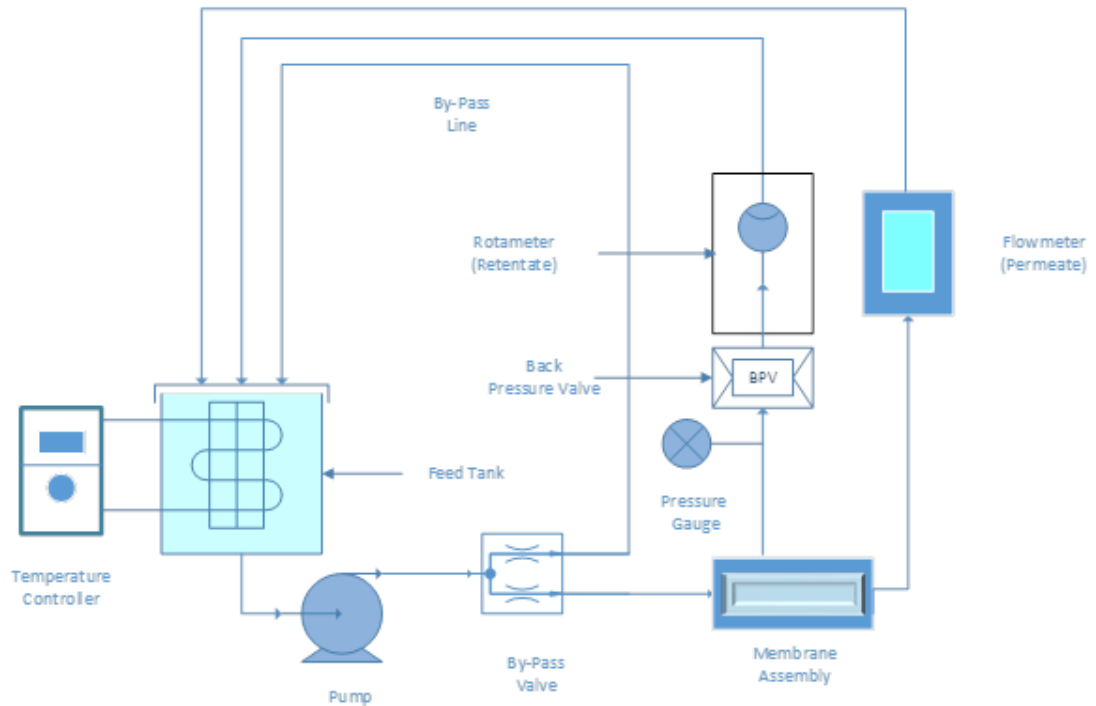 By-Pass
Line
Rotameter
(Retentate)
Flowmeter
(Permeate)
Back
Pressure Valve
BPV
Feed Tank
Pressure
Gauge
Temperature
Controller
Membrane
Assembly
By-Pass
Valve
Pump